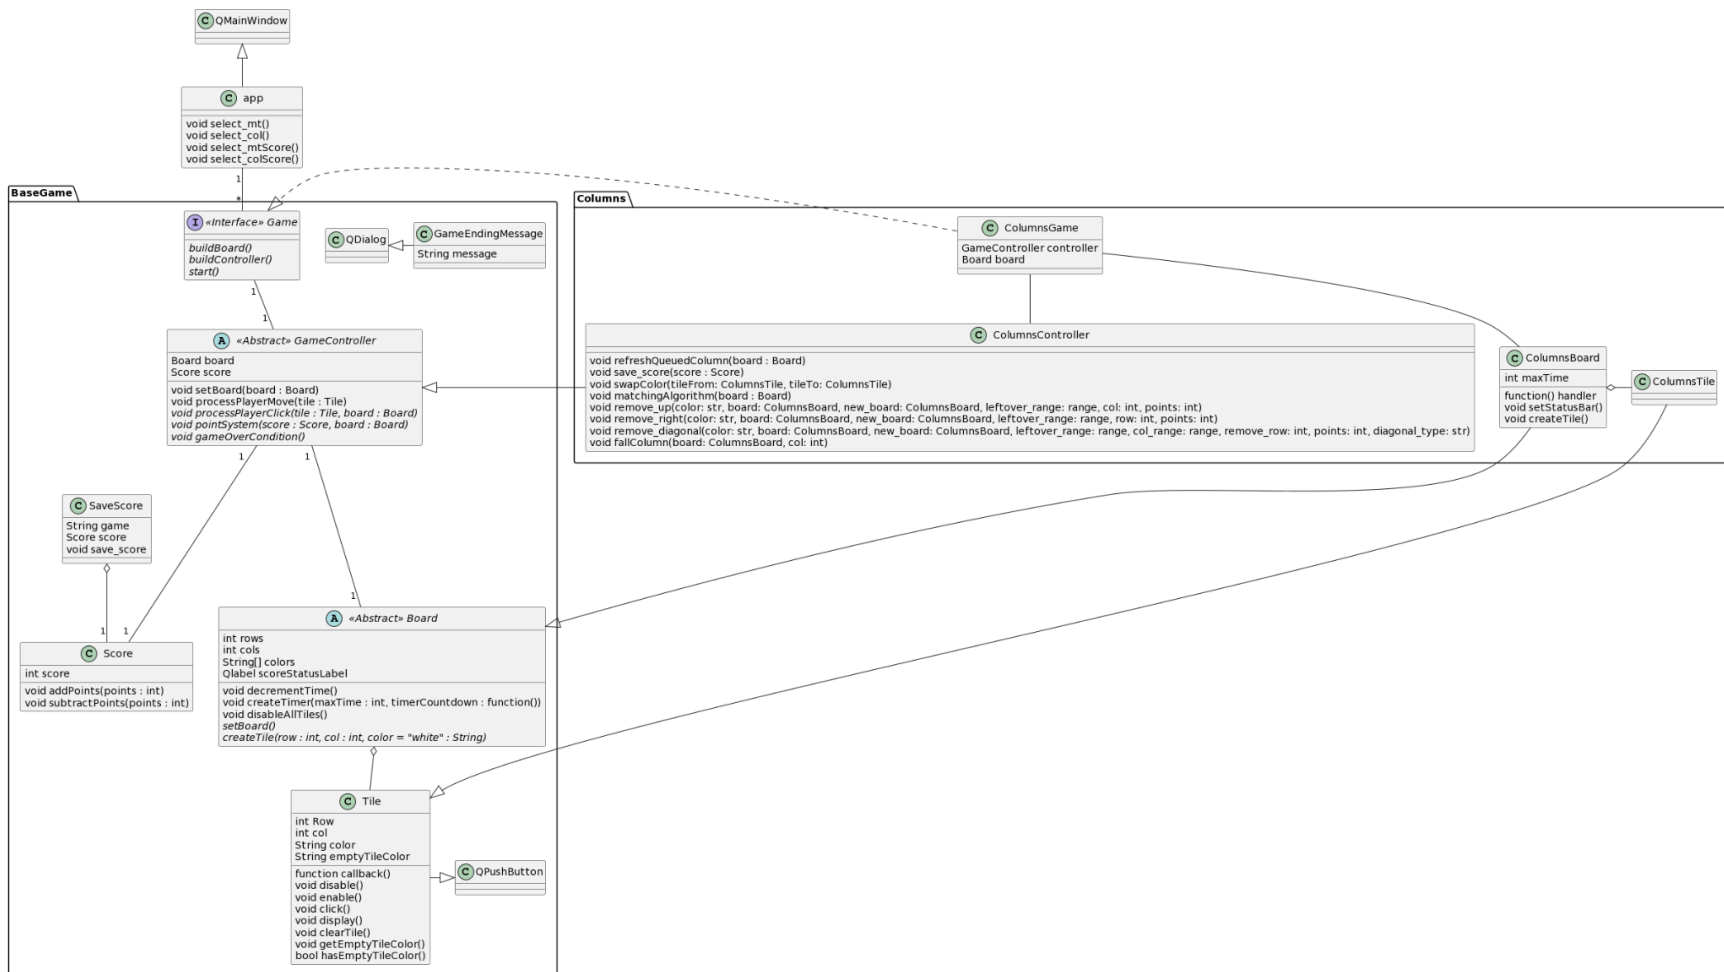 C QMainWindow
C app
void select_mt()
void select_col()
void select_mtScore()
void select_colScore()
1
*
BaseGame
I «Interface» Game
buildBoard()
buildController()
start()
C QDialog
C GameEndingMessage
String message
1
1
A «Abstract» GameController
Board board
Score score
void setBoard(board : Board)
void processPlayerMove(tile : Tile)
void processPlayerClick(tile : Tile, board : Board)
void pointSystem(score : Score, board : Board)
void gameOverCondition()
1
1
C SaveScore
String game
Score score
void save_score
1
1
1
C Score
int score
void addPoints(points : int)
void subtractPoints(points : int)
A «Abstract» Board
int rows
int cols
String[] colors
Qlabel scoreStatusLabel
void decrementTime()
void createTimer(maxTime : int, timerCountdown : function())
void disableAllTiles()
setBoard()
createTile(row : int, col : int, color = "white" : String)
C Tile
int Row
int col
String color
String emptyTileColor
function callback()
void disable()
void enable()
void click()
void display()
void clearTile()
void getEmptyTileColor()
bool hasEmptyTileColor()
C QPushButton
Columns
C ColumnsGame
GameController controller
Board board
C ColumnsController
void refreshQueuedColumn(board : Board)
void save_score(score : Score)
void swapColor(tileFrom: ColumnsTile, tileTo: ColumnsTile)
void matchingAlgorithm(board : Board)
void remove_up(color: str, board: ColumnsBoard, new_board: ColumnsBoard, leftover_range: range, col: int, points: int)
void remove_right(color: str, board: ColumnsBoard, new_board: ColumnsBoard, leftover_range: range, row: int, points: int)
void remove_diagonal(color: str, board: ColumnsBoard, new_board: ColumnsBoard, leftover_range: range, col_range: range, remove_row: int, points: int, diagonal_type: str)
void fallColumn(board: ColumnsBoard, col: int)
C ColumnsBoard
int maxTime
function() handler
void setStatusBar()
void createTile()
C ColumnsTile